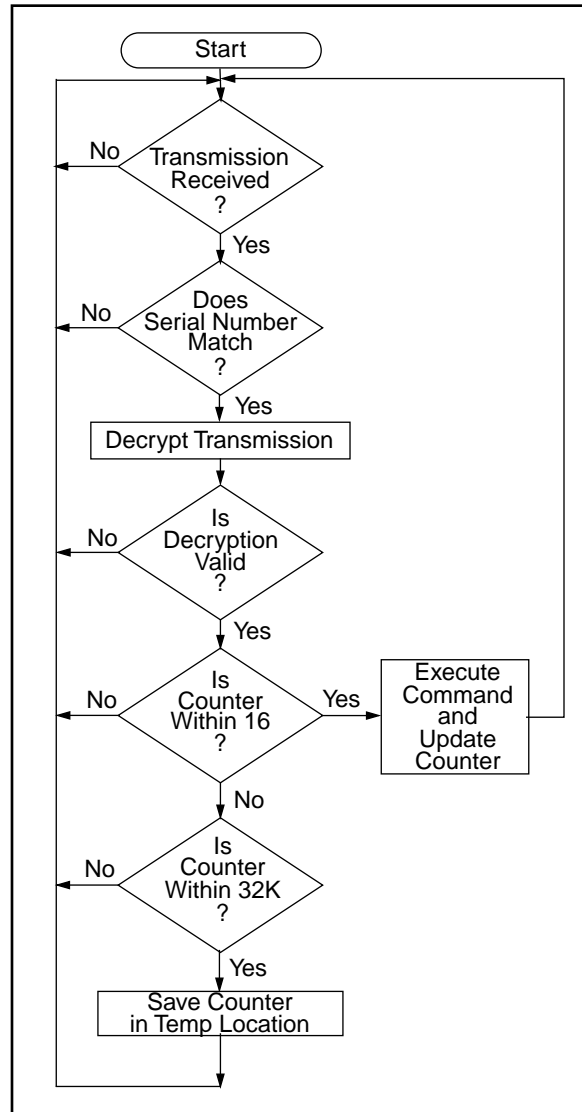 Start
No
Transmission
Received
?
Yes
Does
Serial Number
Match
?
No
Yes
Decrypt Transmission
Is
Decryption
Valid
?
No
Yes
Is
Counter
Within 16
?
No
Yes
Execute
Command
and
Update
Counter
No
Is
Counter
Within 32K
?
No
Yes
Save Counter
in Temp Location